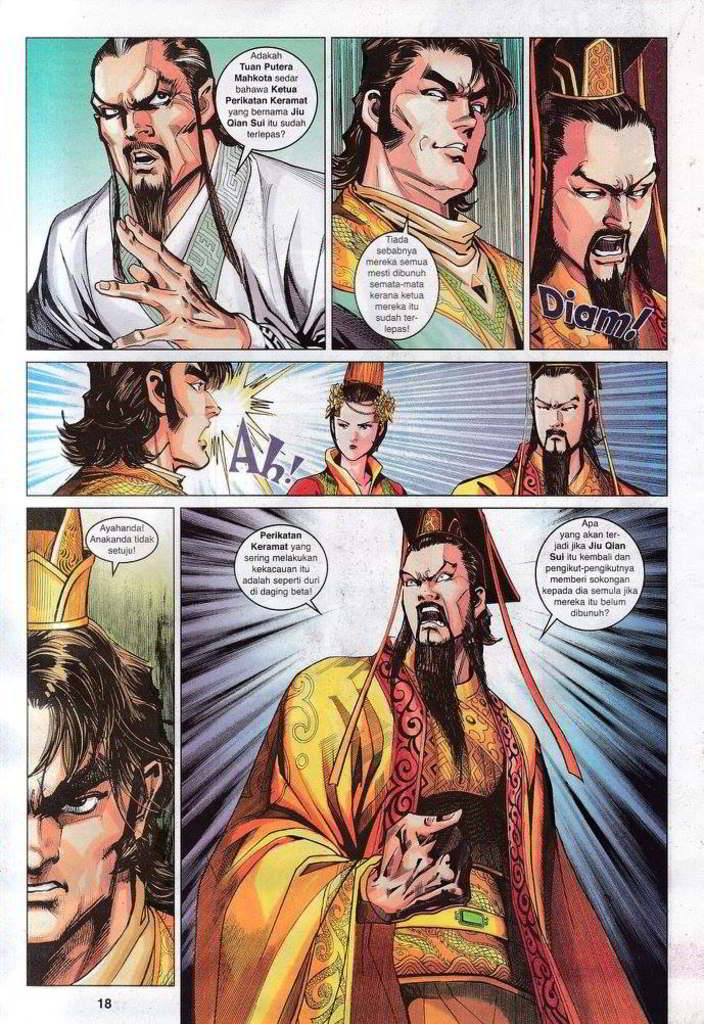 Adakah
Tuan Putera
Mahkota sedar
bahawa Ketua
Perikatan Keramat
yang bernama Jiu
Qian Sui itu sudah
terlepas?
Tiada
sebabnya
mereka semua
mesti dibunuh
semata-mata
kerana ketua
mereka itu
sudah ter-
lepas!
Diam!
Ah!
Ayahanda!
Anakanda tidak
setuju!
Perikatan
Keramat yang
sering melakukan
kekacauan itu
adalah seperti duri
di daging beta!
Apa
yang akan ter-
jadi jika Jiu Qian
Sui itu kembali dan
pengikut-pengikutnya
memberi sokongan
kepada dia semula jika
mereka itu belum
dibunuh?
18